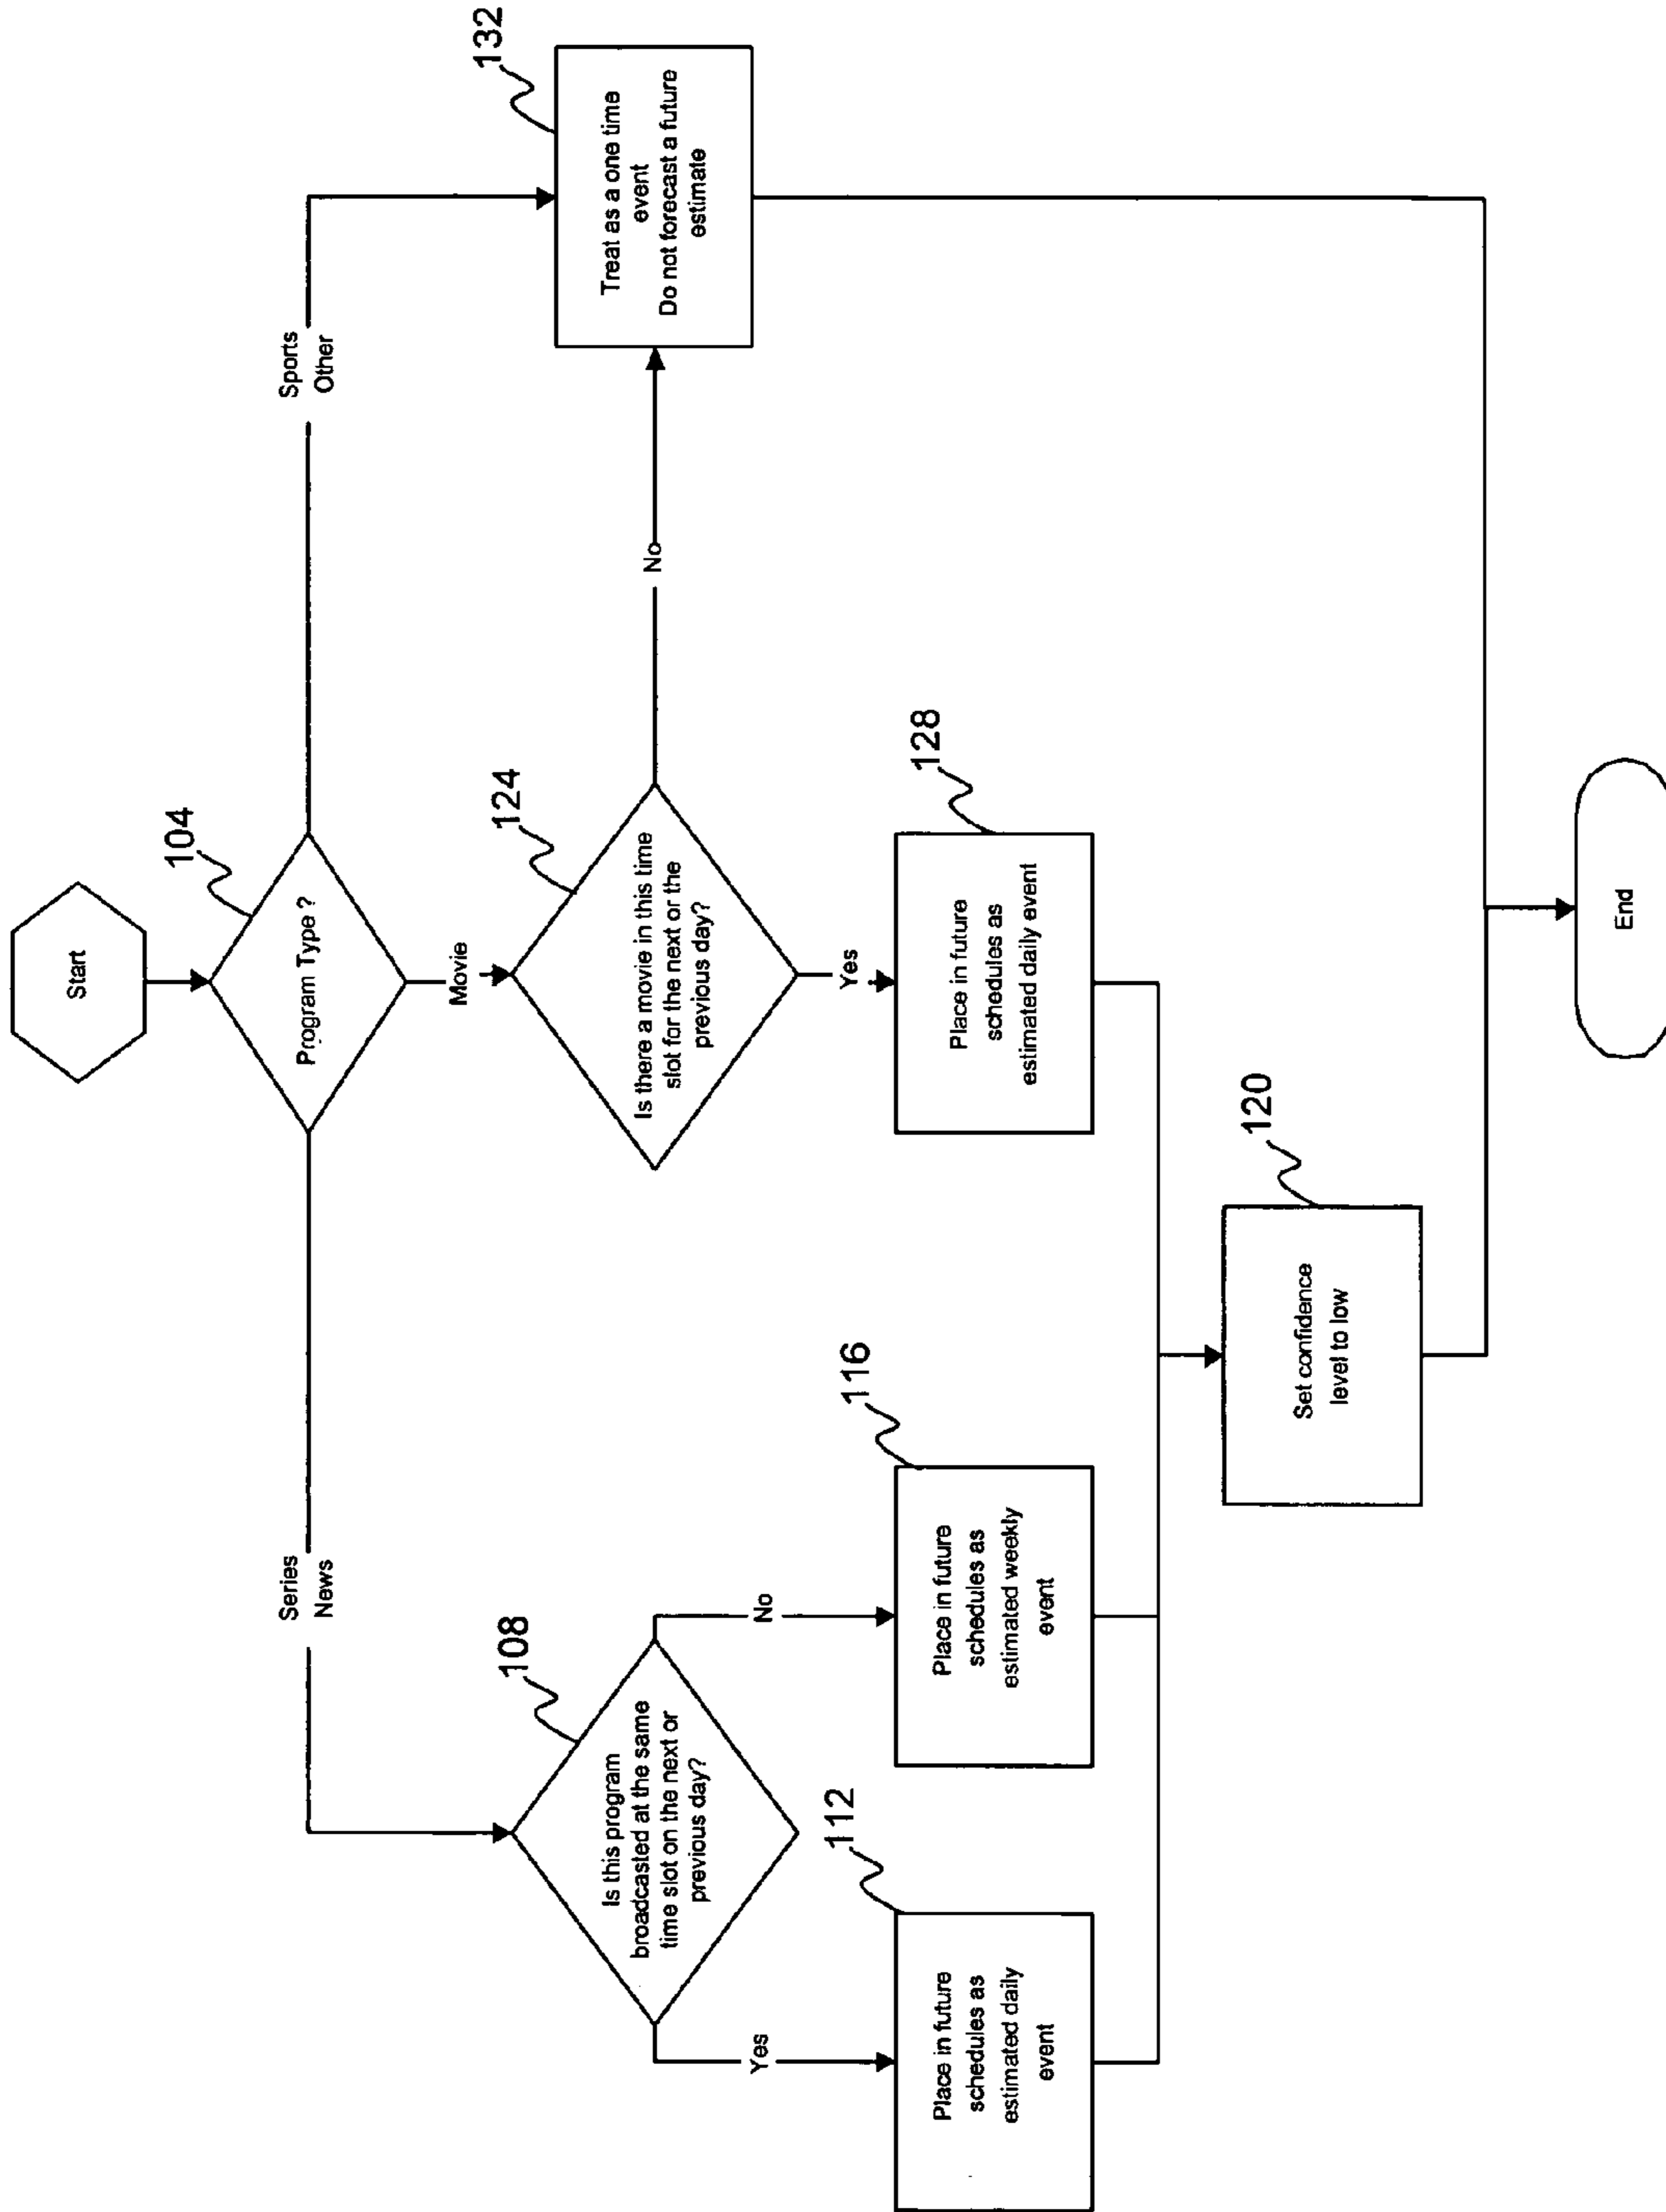 Start
104
Program Type ?
Series
News
Movie
Sports
Other
108
Is this program
broadcasted at the same
time slot on the next or
previous day?
124
Is there a movie in this time
slot for the next or the
previous day?
No
132
Treat as a one time
event
Do not forecast a future
estimate
Yes
No
Yes
112
Place in future
schedules as
estimated daily
event
116
Place in future
schedules as
estimated weekly
event
128
Place in future
schedules as
estimated daily event
120
Set confidence
level to low
End